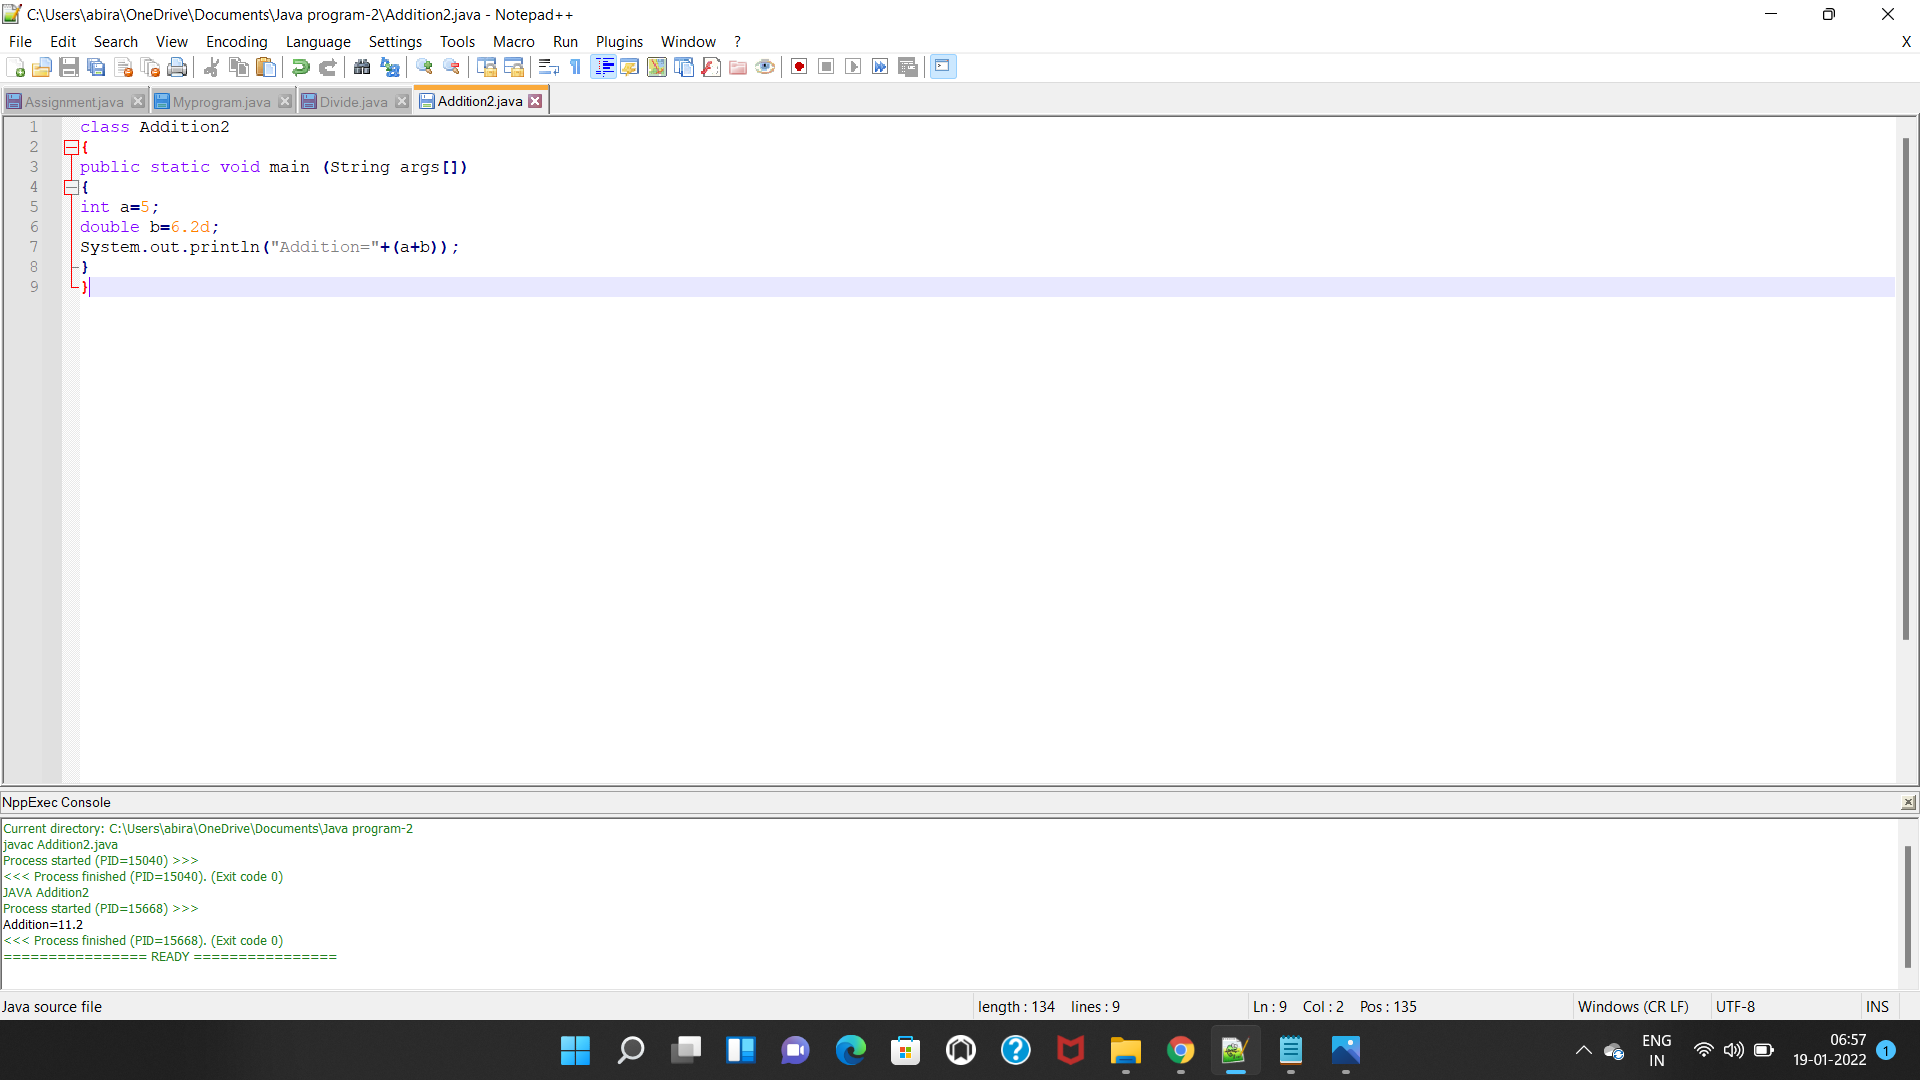 C:\Users\abira\OneDrive\Documents\Java program-2\Addition2.java - Notepad++
File Edit Search View Encoding Language Settings Tools Macro Run Plugins Window ? X
Assignment.java Myprogram.java Divide.java Addition2.java
1 class Addition2
2 {
3 public static void main (String args[])
4 {
5 int a=5;
6 double b=6.2d;
7 System.out.println("Addition="+(a+b));
8 }
9 }
NppExec Console
Current directory: C:\Users\abira\OneDrive\Documents\Java program-2
javac Addition2.java
Process started (PID=15040) >>>
<<< Process finished (PID=15040). (Exit code 0)
JAVA Addition2
Process started (PID=15668) >>>
Addition=11.2
<<< Process finished (PID=15668). (Exit code 0)
================ READY ================
Java source file length : 134 lines : 9 Ln : 9 Col : 2 Pos : 135 Windows (CR LF) UTF-8 INS
ENG 06:57
IN 19-01-2022 1